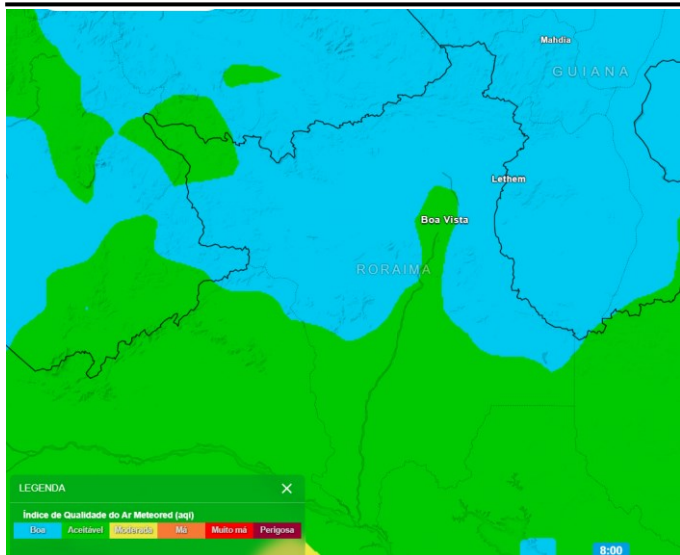 Mahdia
GUIANA
Lethem
Boa Vista
RORAIMA
LEGENDA
Índice de Qualidade do Ar Meteored (aqi)
Boa Aceitável Moderada Má Muito má Perigosa
8:00